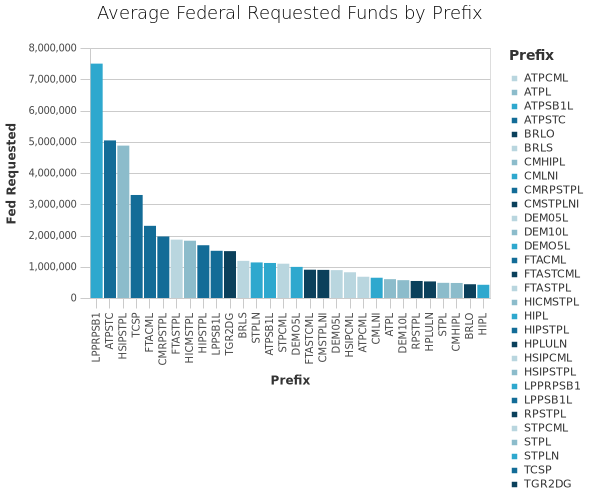 Average Federal Requested Funds by Prefix
Fed Requested
8,000,000
7,000,000
6,000,000
5,000,000
4,000,000
3,000,000
2,000,000
1,000,000
0
LPPRPSB1
ATPSTC
HSIPSTPL
TCSP
FTACML
CMRPSTPL
FTASTPL
HICMSTPL
HIPSTPL
LPPSB1L
TGR2DG
BRLS
STPLN
ATPSB1L
STPCML
DEMO5L
FTASTCML
CMSTPLNI
DEM05L
HSIPCML
ATPCML
CMLNI
ATPL
DEM10L
RPSTPL
HPLULN
STPL
CMHIPL
BRLO
HIPL
Prefix
Prefix
ATPCML
ATPL
ATPSB1L
ATPSTC
BRLO
BRLS
CMHIPL
CMLNI
CMRPSTPL
CMSTPLNI
DEM05L
DEM10L
DEMO5L
FTACML
FTASTCML
FTASTPL
HICMSTPL
HIPL
HIPSTPL
HPLULN
HSIPCML
HSIPSTPL
LPPRPSB1
LPPSB1L
RPSTPL
STPCML
STPL
STPLN
TCSP
TGR2DG